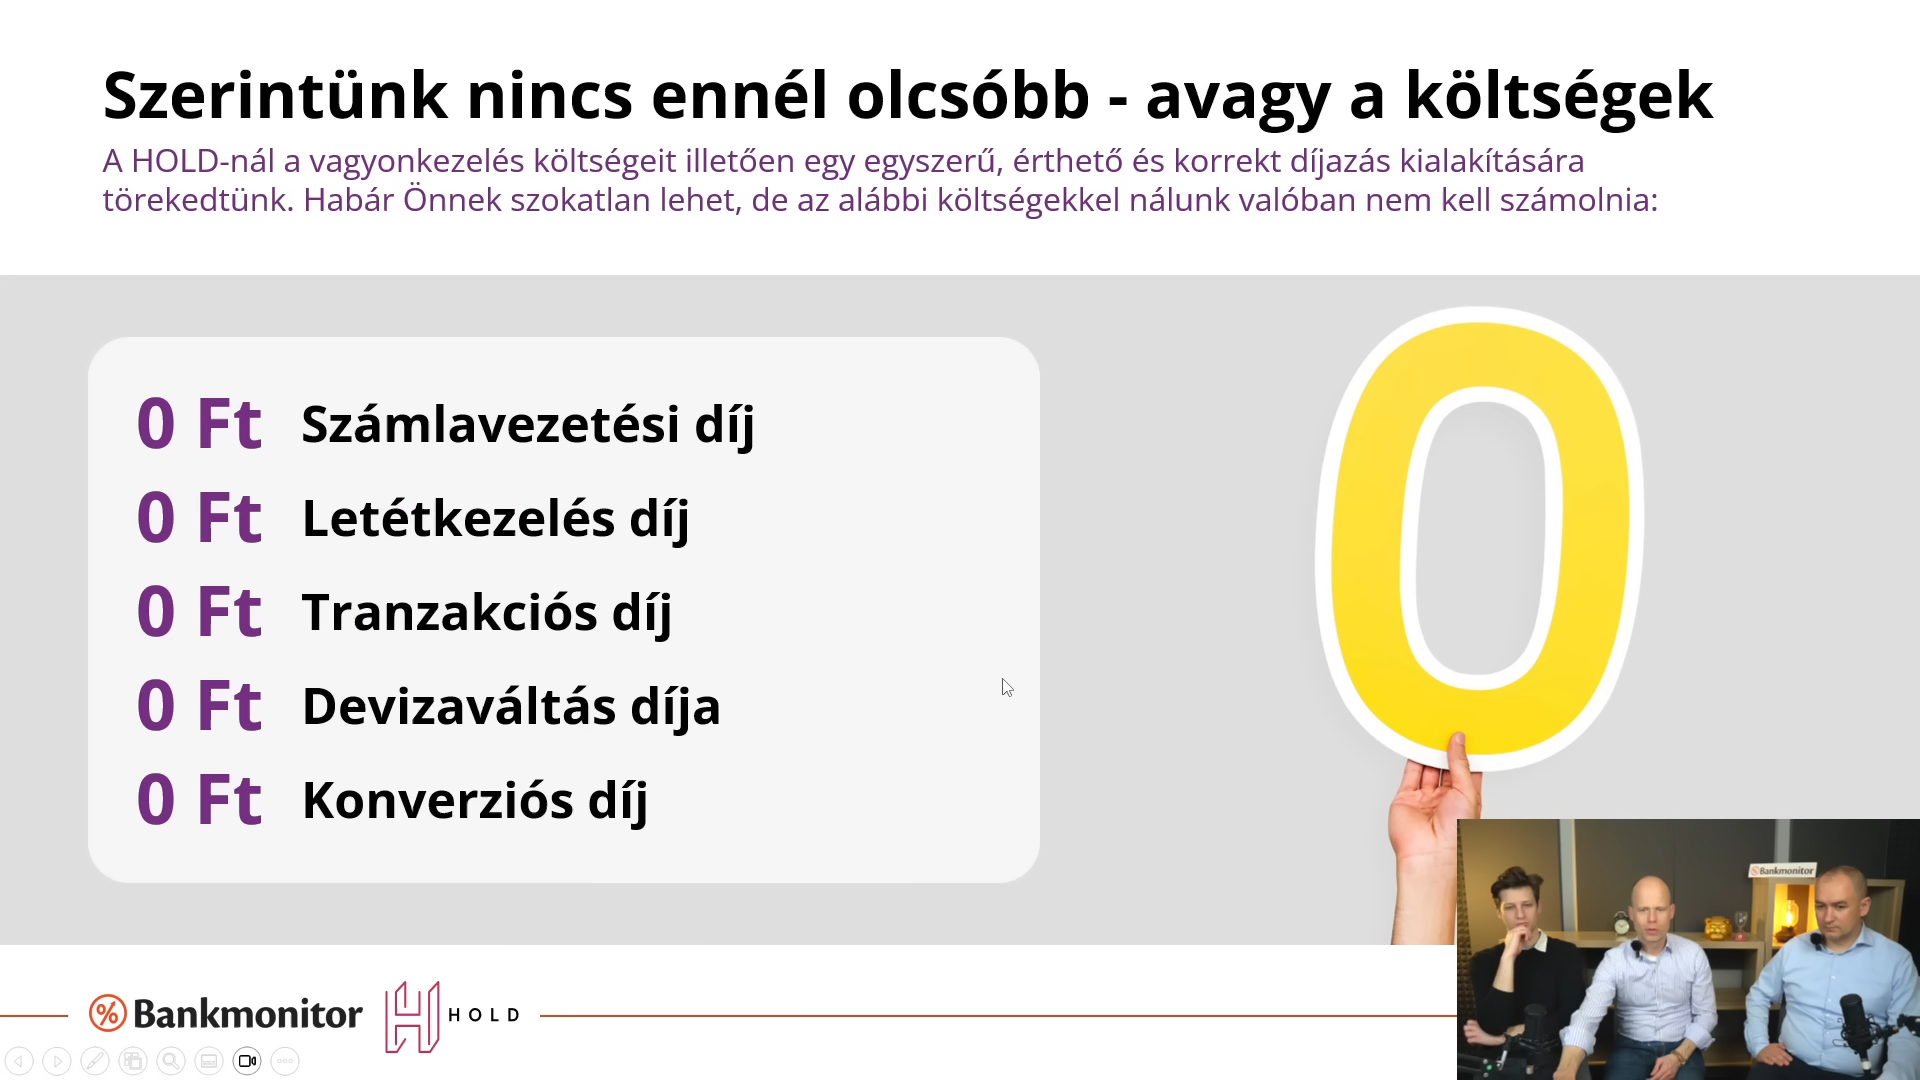 Szerintünk nincs ennél olcsóbb - avagy a költségek
A HOLD-nál a vagyonkezelés költségeit illetően egy egyszerű, érthető és korrekt díjazás kialakítására
törekedtünk. Habár Önnek szokatlan lehet, de az alábbi költségekkel nálunk valóban nem kell számolnia:
0 Ft Számlavezetési díj
0 Ft Letétkezelés díj
0 Ft Tranzakciós díj
0 Ft Devizaváltás díja
0 Ft Konverziós díj
0
Bankmonitor
% Bankmonitor HOLD